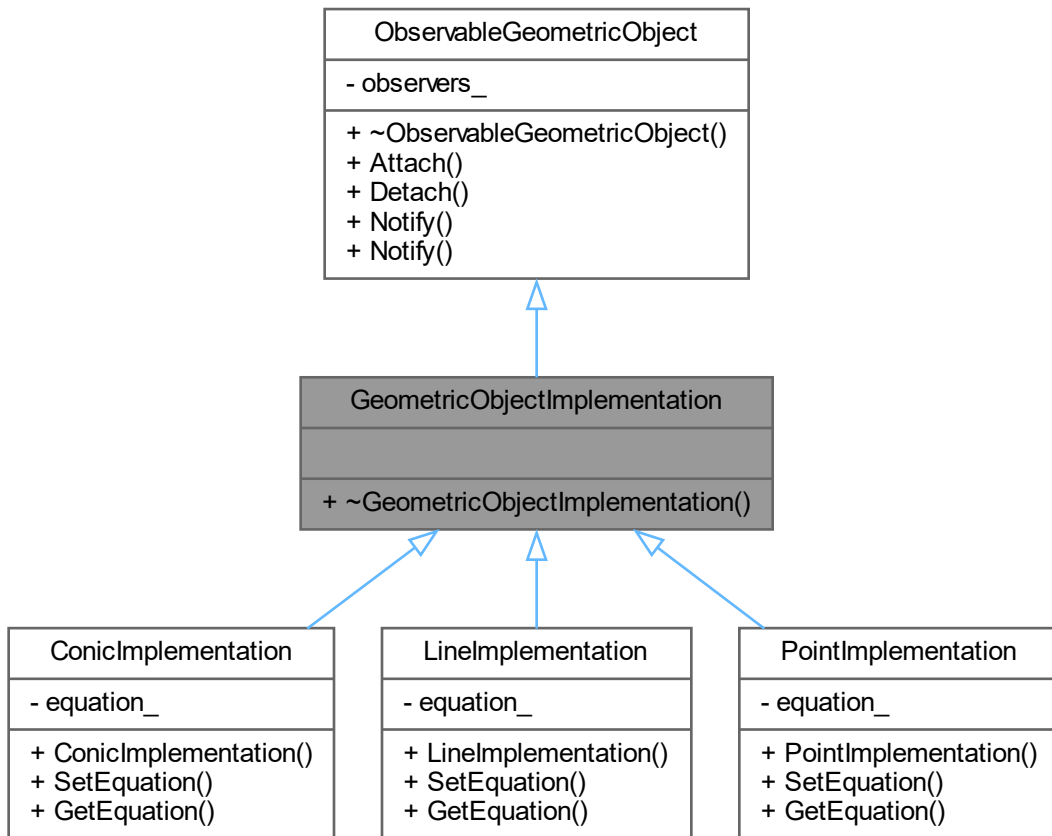 ObservableGeometricObject
- observers_
+ ~ObservableGeometricObject()
+ Attach()
+ Detach()
+ Notify()
+ Notify()
GeometricObjectImplementation
+ ~GeometricObjectImplementation()
ConicImplementation
- equation_
+ ConicImplementation()
+ SetEquation()
+ GetEquation()
LineImplementation
- equation_
+ LineImplementation()
+ SetEquation()
+ GetEquation()
PointImplementation
- equation_
+ PointImplementation()
+ SetEquation()
+ GetEquation()